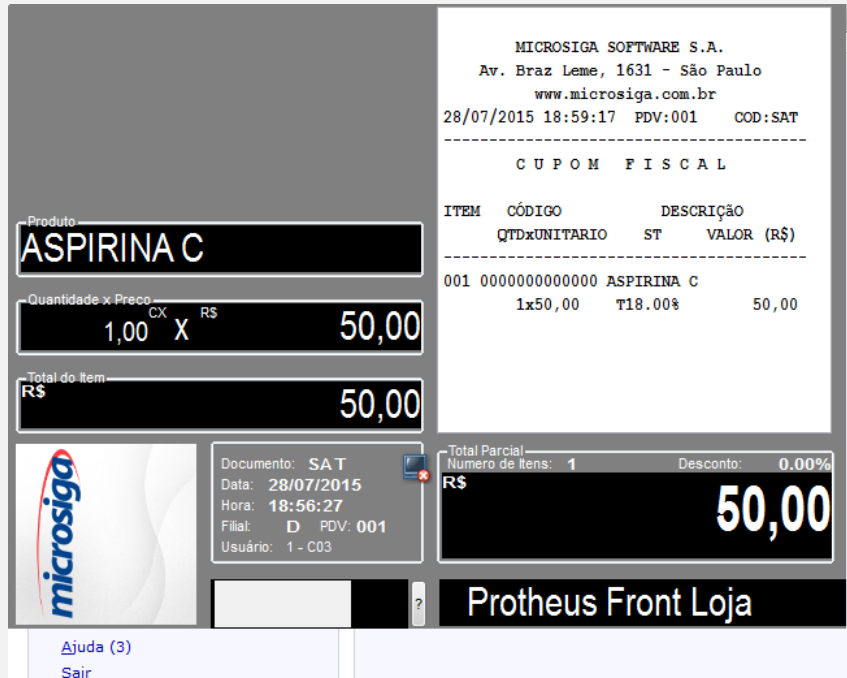 MICROSIGA SOFTWARE S.A.
Av. Braz Leme, 1631 - São Paulo
www.microsiga.com.br
28/07/2015 18:59:17 PDV:001 COD:SAT
----------------------------------------
C U P O M F I S C A L
ITEM CÓDIGO DESCRIÇãO
QTDxUNITARIO ST VALOR (R$)
----------------------------------------
001 0000000000000 ASPIRINA C
1x50,00 T18.00% 50,00
Produto
ASPIRINA C
Quantidade x Preco
1,00 CX X R$ 50,00
Total do Item
R$
50,00
microsiga
Documento: SAT
Data: 28/07/2015
Hora: 18:56:27
Filial: D PDV: 001
Usuário: 1 - C03
Total Parcial
Numero de Itens: 1 Desconto: 0.00%
R$
50,00
?
Protheus Front Loja
Ajuda (3)
Sair